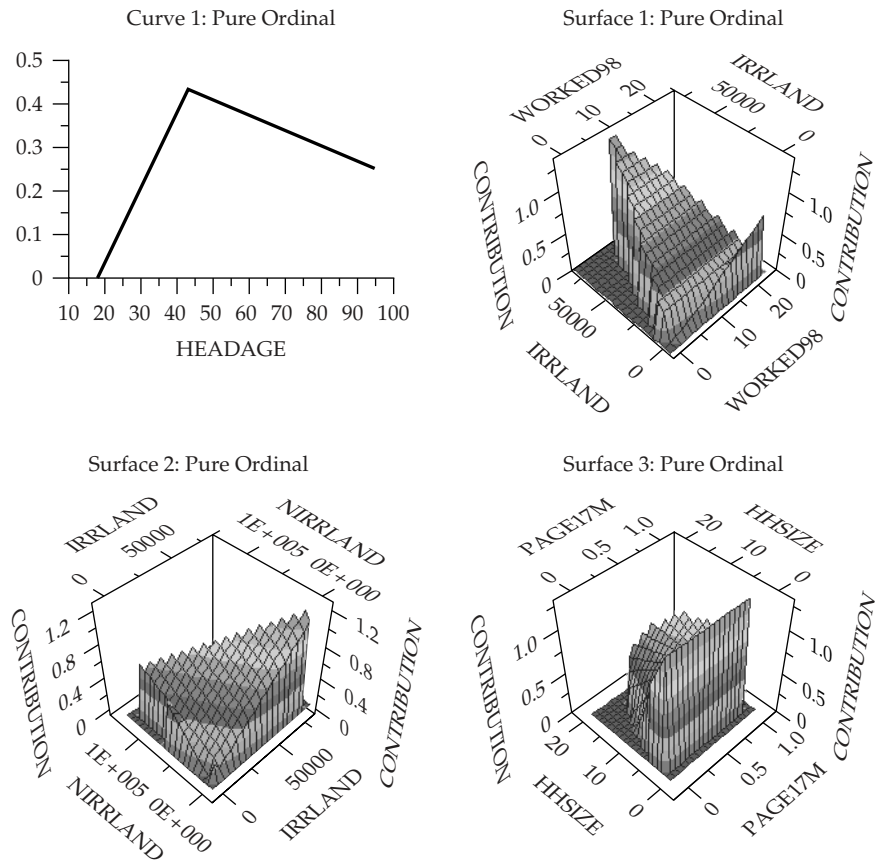 Curve 1: Pure Ordinal
0.5
0.4
0.3
0.2
0.1
0
10 20 30 40 50 60 70 80 90 100
HEADAGE
Surface 1: Pure Ordinal
WORKED98
0 10 20
IRRLAND
50000 0
CONTRIBUTION
1.0
0.5
0
CONTRIBUTION
1.0
0.5
0
50000 0
IRRLAND
0 10 20
WORKED98
Surface 2: Pure Ordinal
IRRLAND
0 50000
NIRRLAND
1E+005 0E+000
CONTRIBUTION
1.2
0.8
0.4
0
CONTRIBUTION
1.2
0.8
0.4
0
1E+005 0E+000
NIRRLAND
0 50000
IRRLAND
Surface 3: Pure Ordinal
PAGE17M
0 0.5 1.0
HHSIZE
20 10 0
CONTRIBUTION
1.0
0.5
0
CONTRIBUTION
1.0
0.5
0
20 10 0
HHSIZE
0 0.5 1.0
PAGE17M